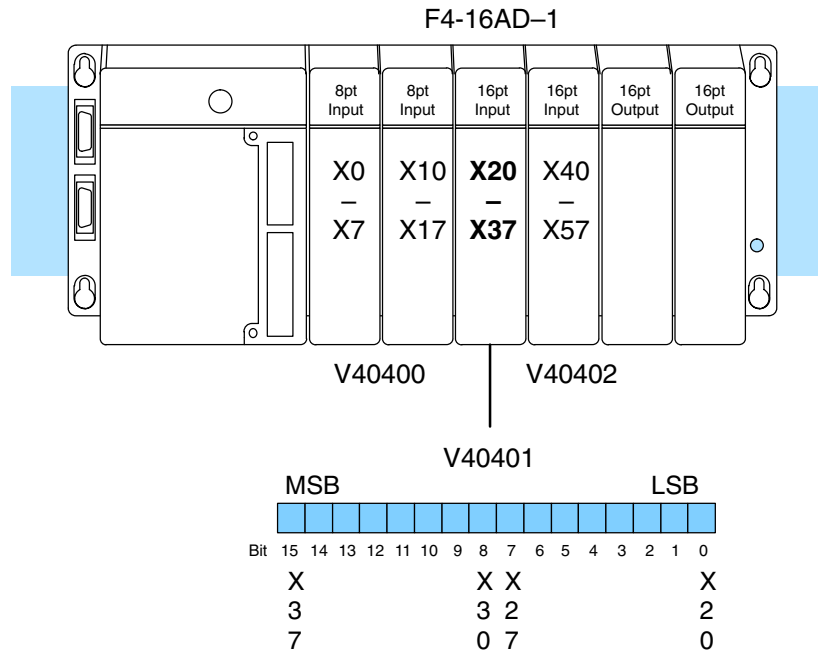 F4-16AD–1
8pt Input
8pt Input
16pt Input
16pt Input
16pt Output
16pt Output
X0 – X7
X10 – X17
X20 – X37
X40 – X57
V40400
V40402
V40401
MSB
LSB
Bit 15 14 13 12 11 10 9 8 7 6 5 4 3 2 1 0
X X X X
3 3 2 2
7 0 7 0